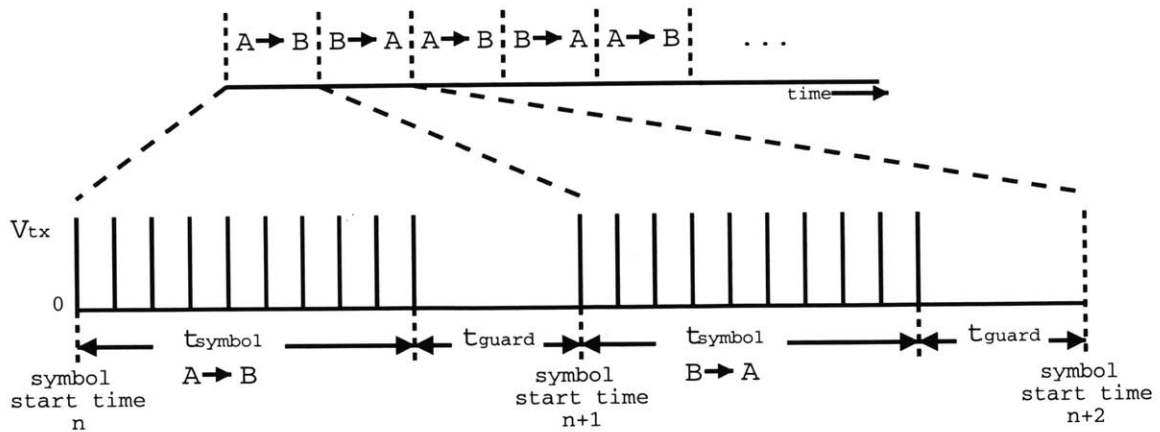 A→B B→A A→B B→A A→B ...
time
Vtx
0
tsymbol tguard tsymbol tguard
A→B B→A
symbol symbol symbol
start time start time start time
n n+1 n+2